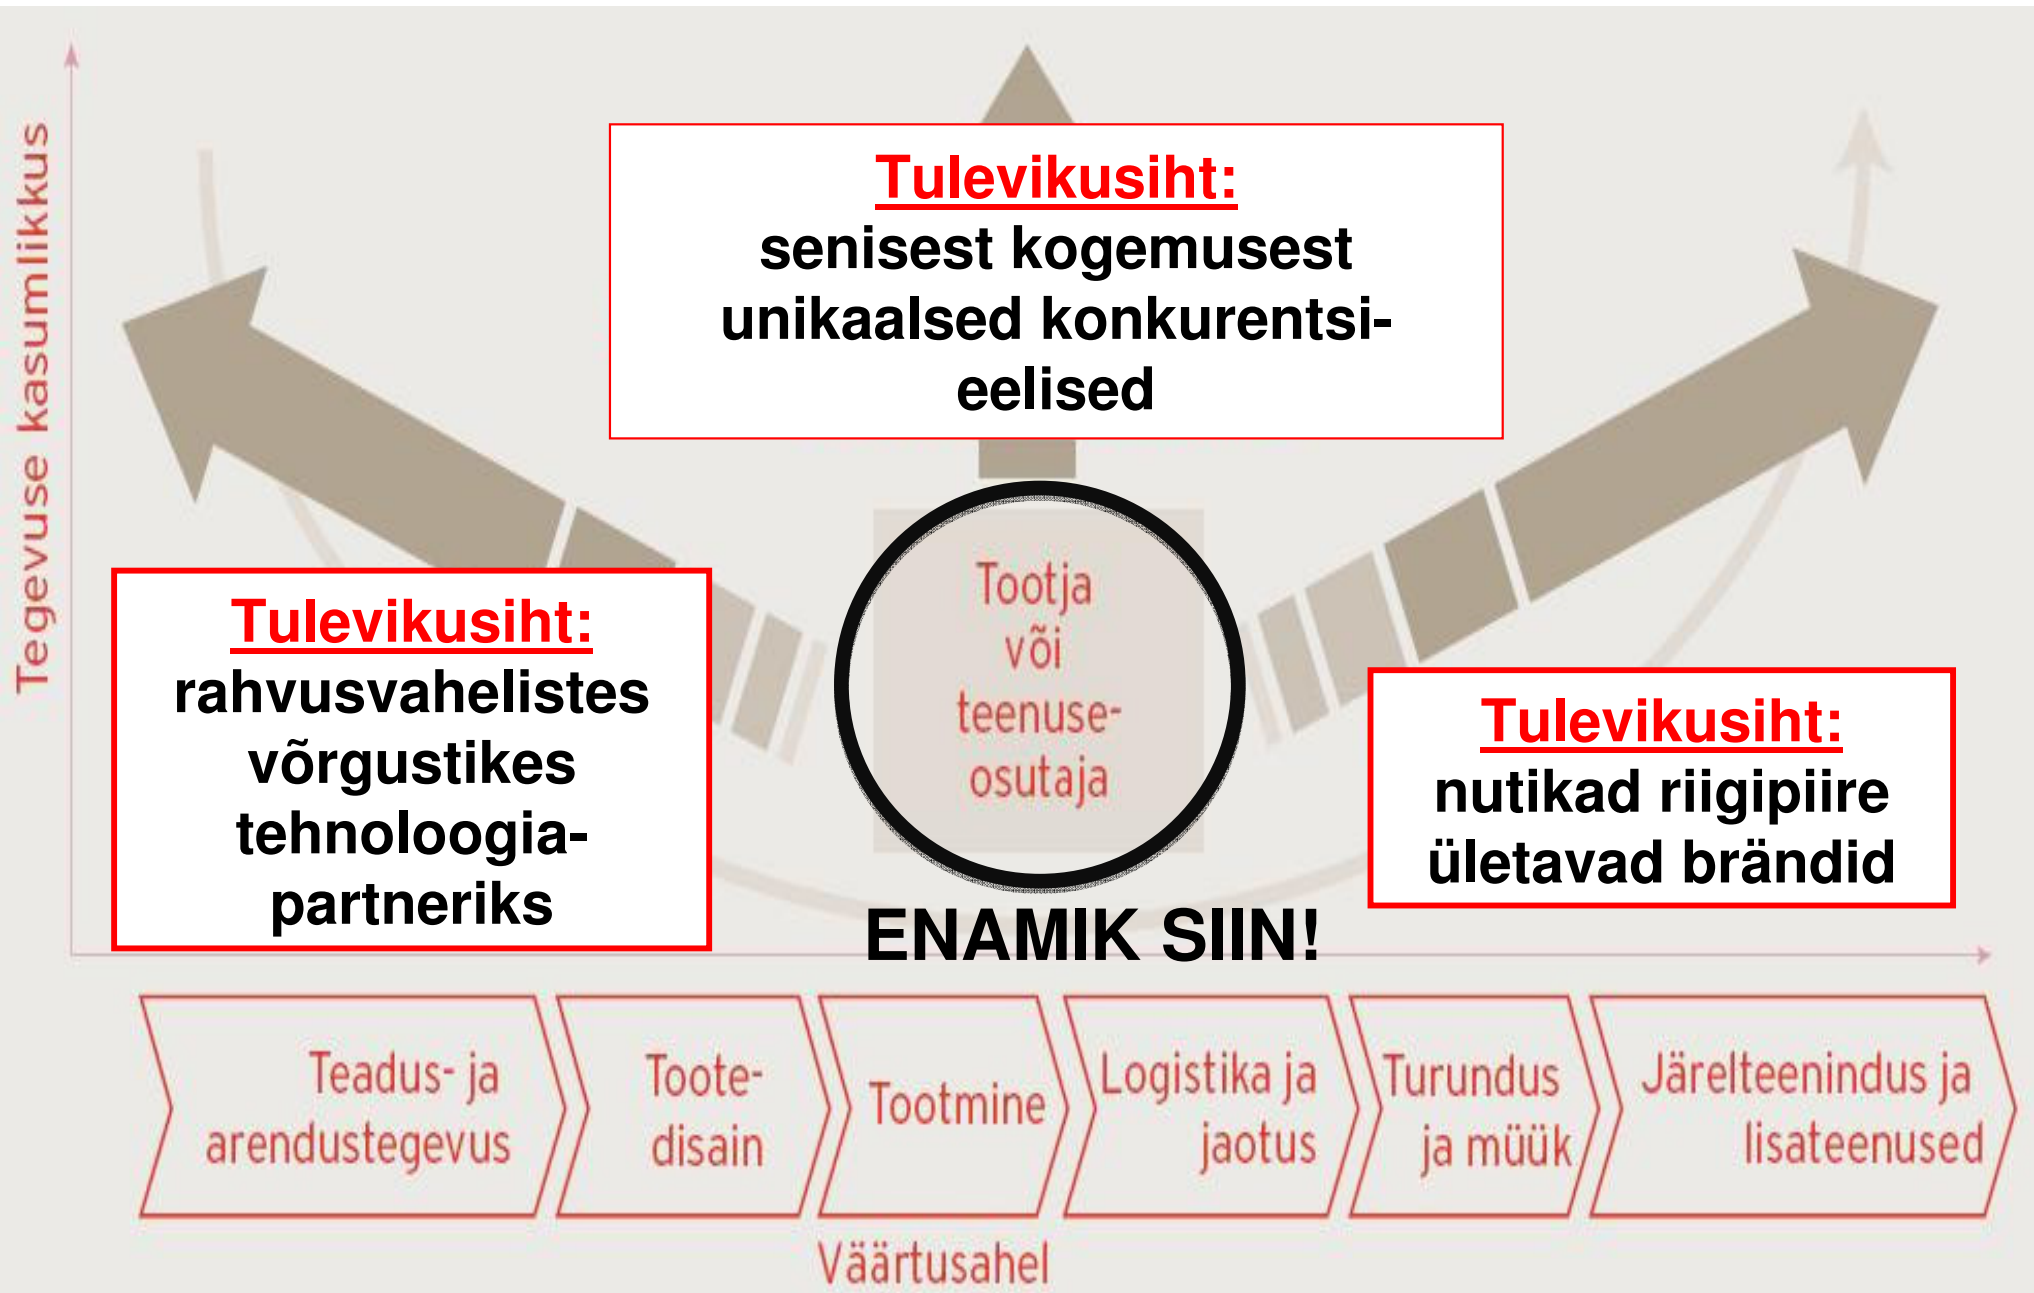 Tegevuse kasumlikkus
Tulevikusiht:
senisest kogemusest
unikaalsed konkurentsi-
eelised
Tulevikusiht:
rahvusvahelistes
võrgustikes
tehnoloogia-
partneriks
Tootja
või
teenuse-
osutaja
Tulevikusiht:
nutikad riigipiire
ületavad brändid
ENAMIK SIIN!
Teadus- ja
arendustegevus
Toote-
disain
Tootmine
Logistika ja
jaotus
Turundus
ja müük
Järelteenindus ja
lisateenused
Väärtusahel